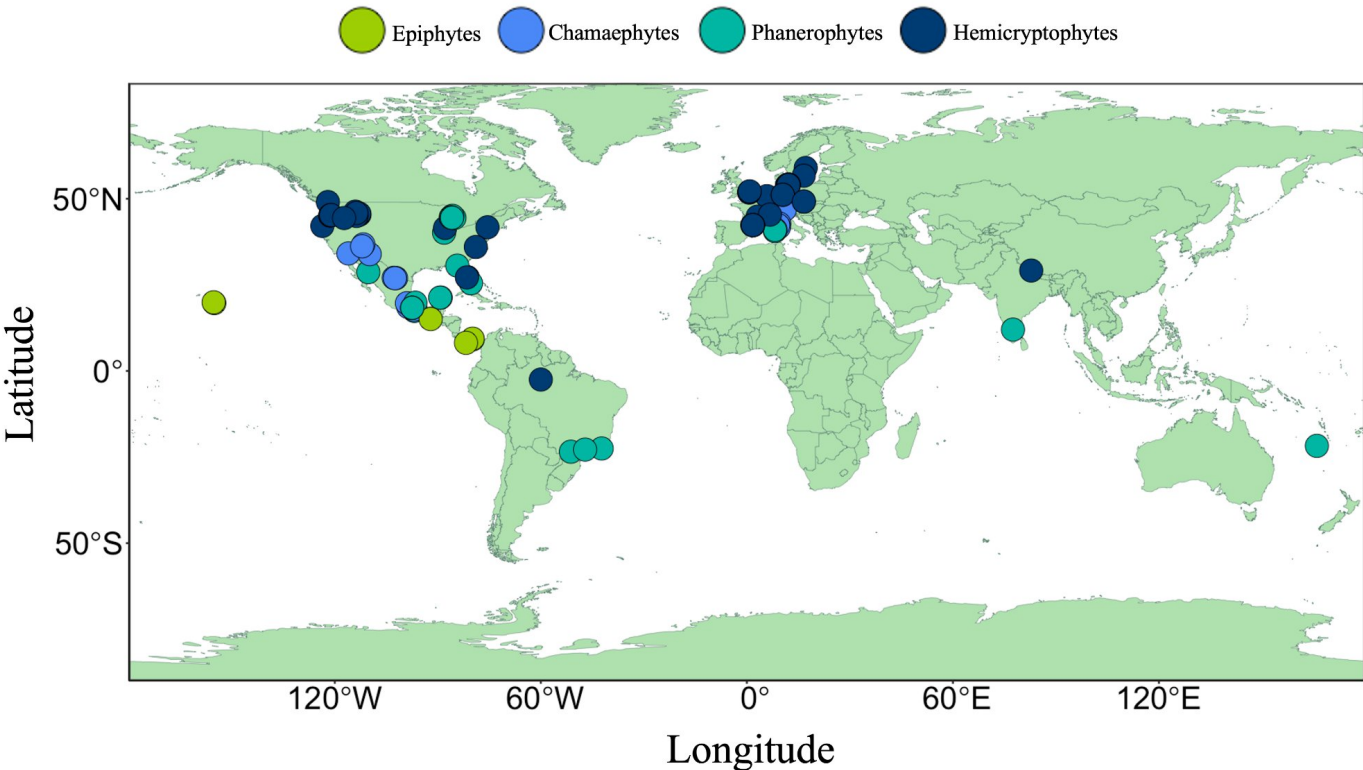 Epiphytes Chamaephytes Phanerophytes Hemicryptophytes
50°N
0°
50°S
Latitude
120°W 60°W 0° 60°E 120°E
Longitude